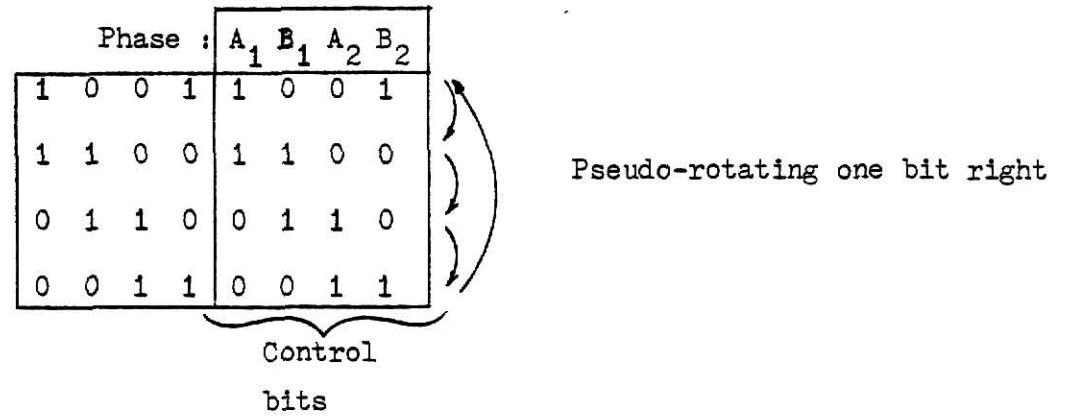 Phase : A₁ B₁ A₂ B₂
1 0 0 1 1 0 0 1
1 1 0 0 1 1 0 0
Pseudo-rotating one bit right
0 1 1 0 0 1 1 0
0 0 1 1 0 0 1 1
Control
bits